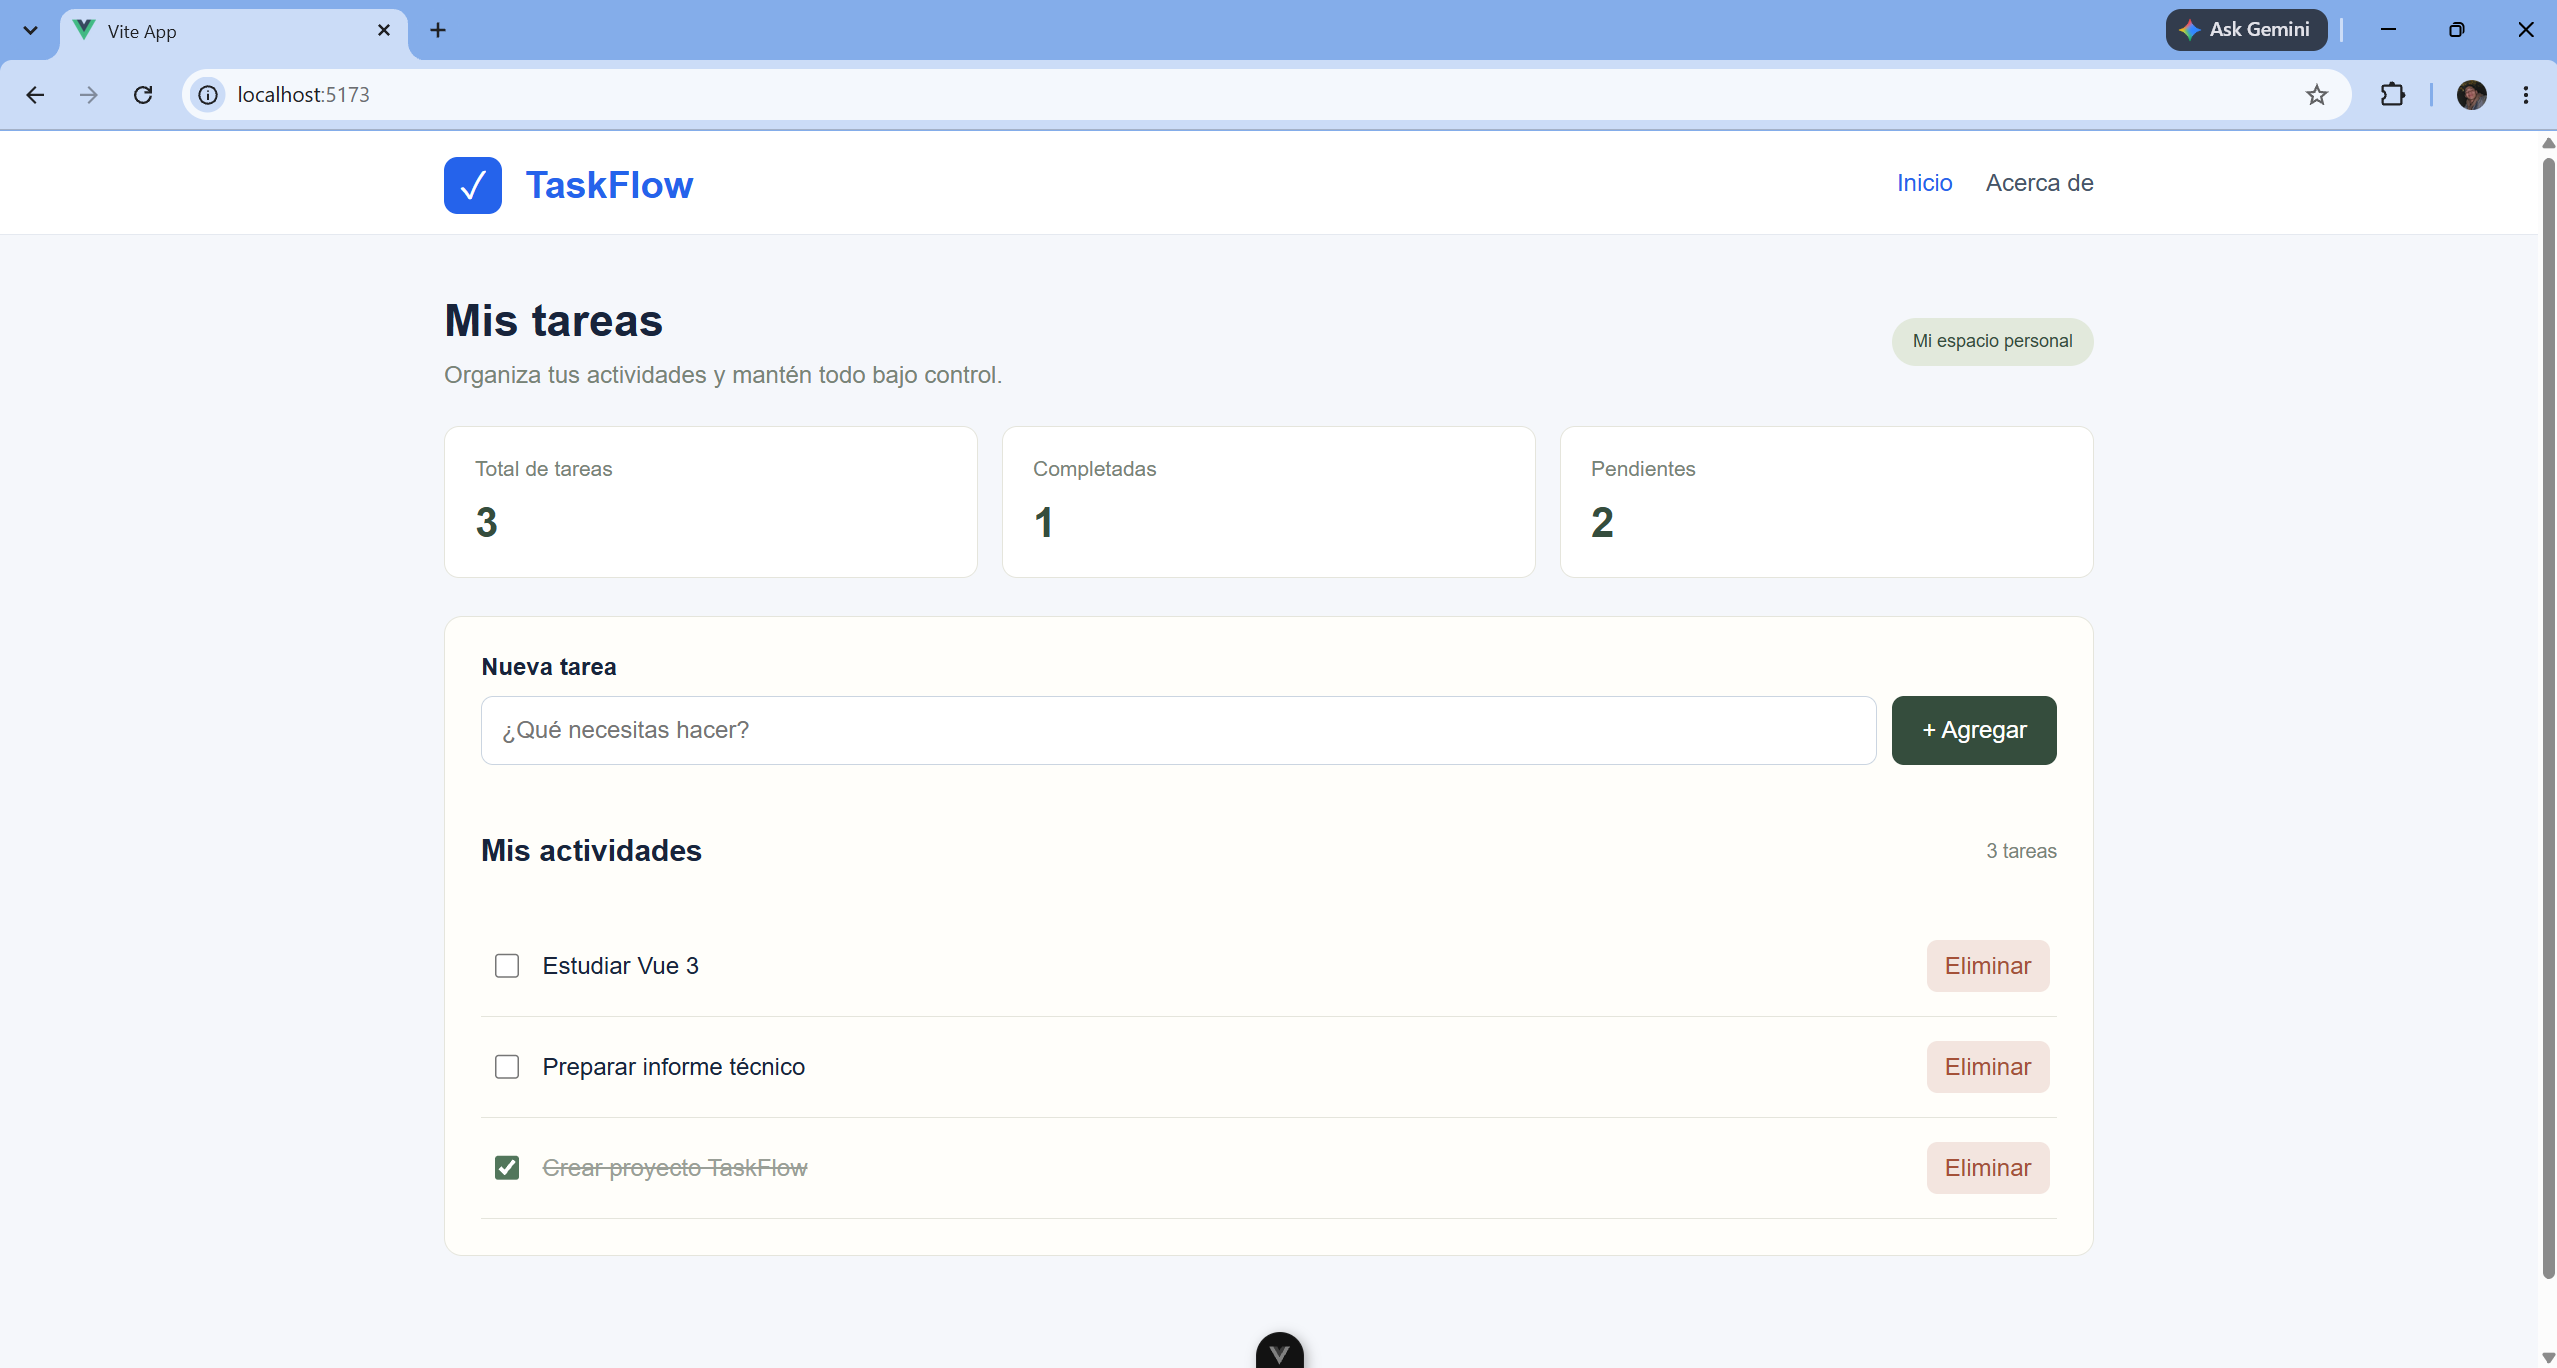 Vite App
Ask Gemini
localhost:5173
TaskFlow
Inicio
Acerca de
Mis tareas
Organiza tus actividades y mantén todo bajo control.
Mi espacio personal
Total de tareas
3
Completadas
1
Pendientes
2
Nueva tarea
¿Qué necesitas hacer?
+ Agregar
Mis actividades
3 tareas
Estudiar Vue 3
Eliminar
Preparar informe técnico
Eliminar
Crear proyecto TaskFlow
Eliminar